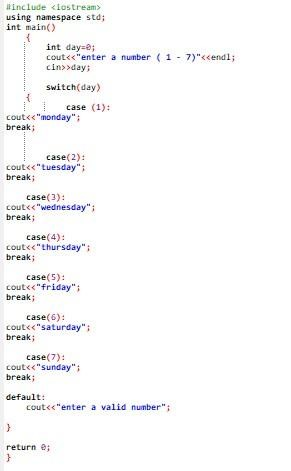 #include <iostream>
using namespace std;
int main()
{
int day=0;
cout<<"enter a number ( 1 - 7)"<<endl;
cin>>day;
switch(day)
{
case (1):
cout<<"monday";
break;
case(2):
cout<<"tuesday";
break;
case(3):
cout<<"wednesday";
break;
case(4):
cout<<"thursday";
break;
case(5):
cout<<"friday";
break;
case(6):
cout<<"saturday";
break;
case(7):
cout<<"sunday";
break;
default:
cout<<"enter a valid number";
}
return 0;
}